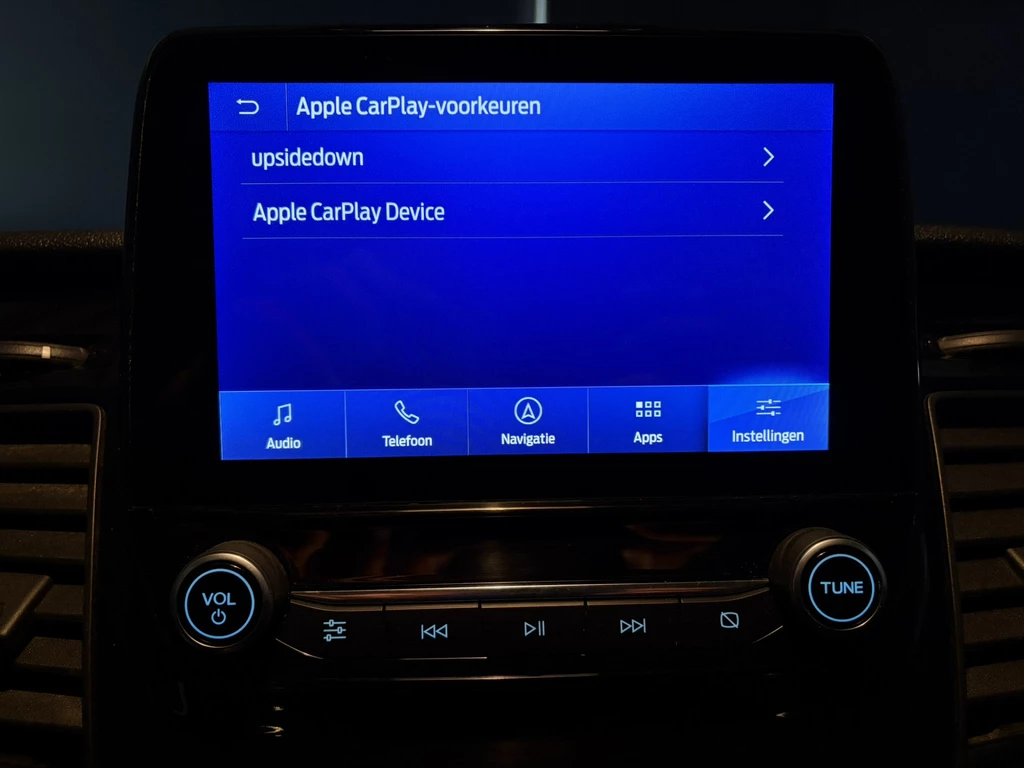 Apple CarPlay-voorkeuren
upsidedown
Apple CarPlay Device
Audio
Telefoon
Navigatie
Apps
Instellingen
VOL
TUNE